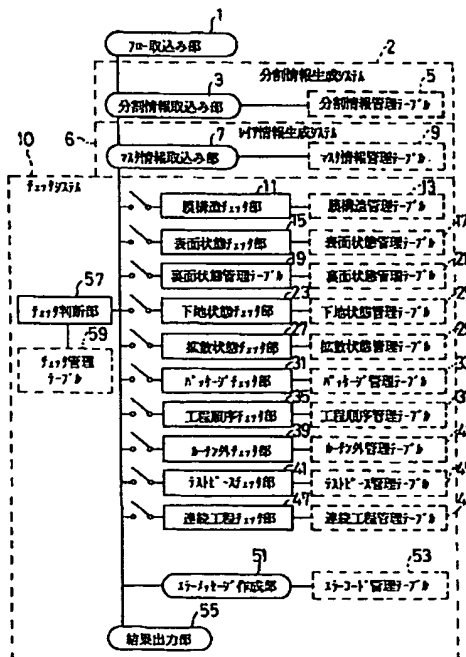 1
フロー取込み部
2
分割情報生成システム
3
5
分割情報取込み部
分割情報管理テーブル
6
レイア情報生成システム
7
9
マスタ情報取込み部
マスタ情報管理テーブル
10
チェックシステム
11
13
膜構造チェック部
膜構造管理テーブル
15
17
表面状態チェック部
表面状態管理テーブル
19
21
裏面状態管理テーブル
裏面状態管理テーブル
23
下地状態チェック部
下地状態管理テーブル
57
チェック判断部
27
拡散状態チェック部
拡散状態管理テーブル
59
チェック管理
テーブル
31
パッケージチェック部
パッケージ管理テーブル
35
工程順序チェック部
工程順序管理テーブル
39
ルーチン外チェック部
ルーチン外管理テーブル
41
テストピースチェック部
テストピース管理テーブル
47
連続工程チェック部
連続工程管理テーブル
51
53
エラーメッセージ作成部
エラーコード管理テーブル
55
結果出力部